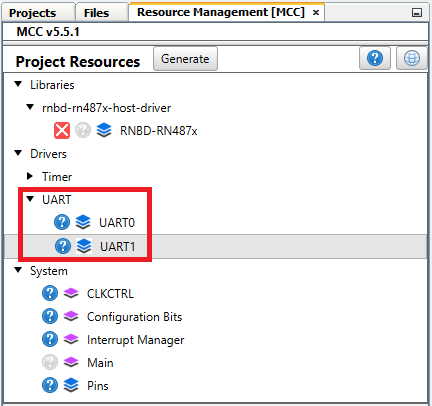 Projects Files Resource Management [MCC] ×
MCC v5.5.1
Project Resources Generate ?
Libraries
rnbd-rn487x-host-driver
? RNBD-RN487x
Drivers
Timer
UART
? UART0
? UART1
System
? CLKCTRL
? Configuration Bits
? Interrupt Manager
? Main
? Pins